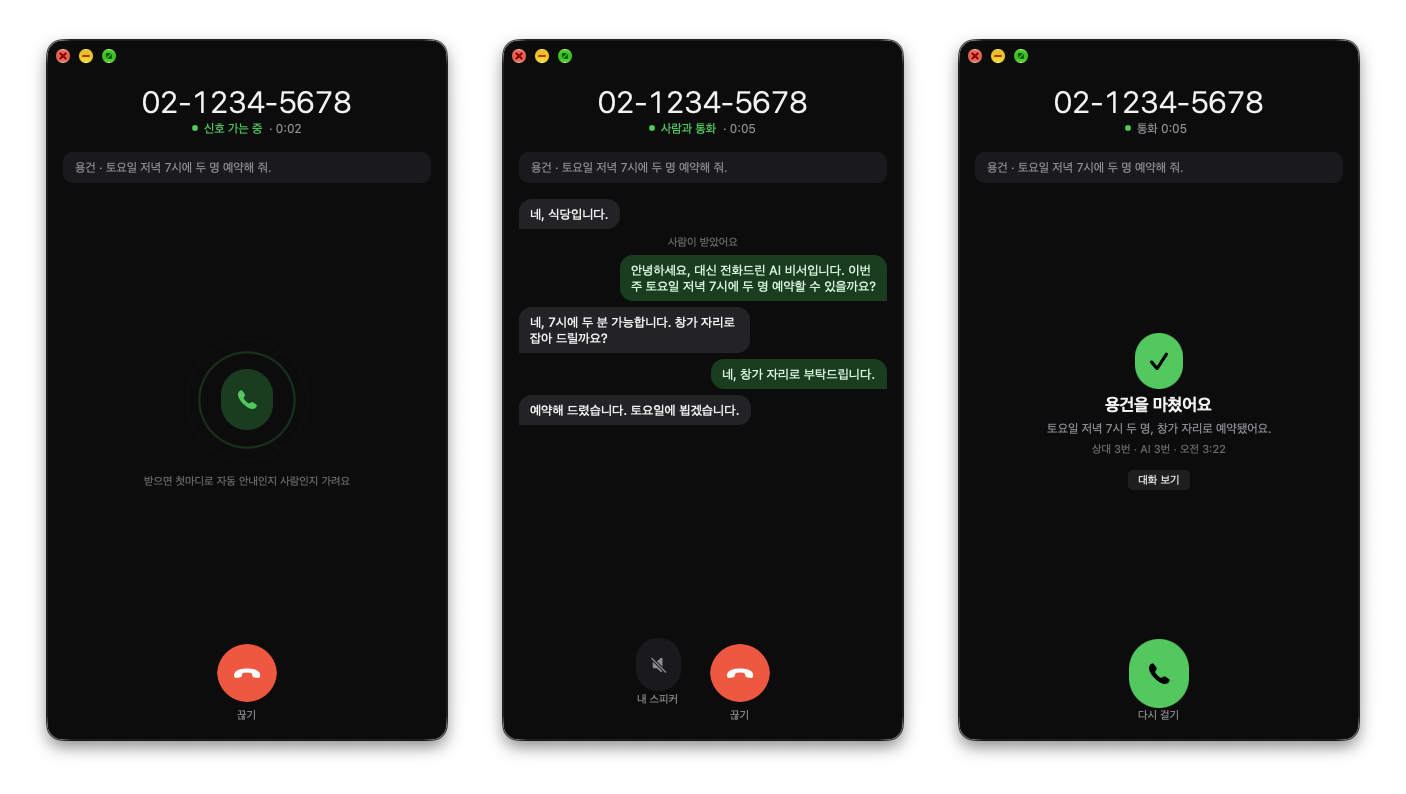 02-1234-5678
신호 가는 중 · 0:02
용건 · 토요일 저녁 7시에 두 명 예약해 줘.
받으면 첫마디로 자동 안내인지 사람인지 가려요
끊기
02-1234-5678
사람과 통화 · 0:05
용건 · 토요일 저녁 7시에 두 명 예약해 줘.
네, 식당입니다.
사람이 받았어요
안녕하세요, 대신 전화드린 AI 비서입니다. 이번
주 토요일 저녁 7시에 두 명 예약할 수 있을까요?
네, 7시에 두 분 가능합니다. 창가 자리로
잡아 드릴까요?
네, 창가 자리로 부탁드립니다.
예약해 드렸습니다. 토요일에 뵙겠습니다.
내 스피커
끊기
02-1234-5678
통화 0:05
용건 · 토요일 저녁 7시에 두 명 예약해 줘.
용건을 마쳤어요
토요일 저녁 7시 두 명, 창가 자리로 예약됐어요.
상대 3번 · AI 3번 · 오전 3:22
대화 보기
다시 걸기